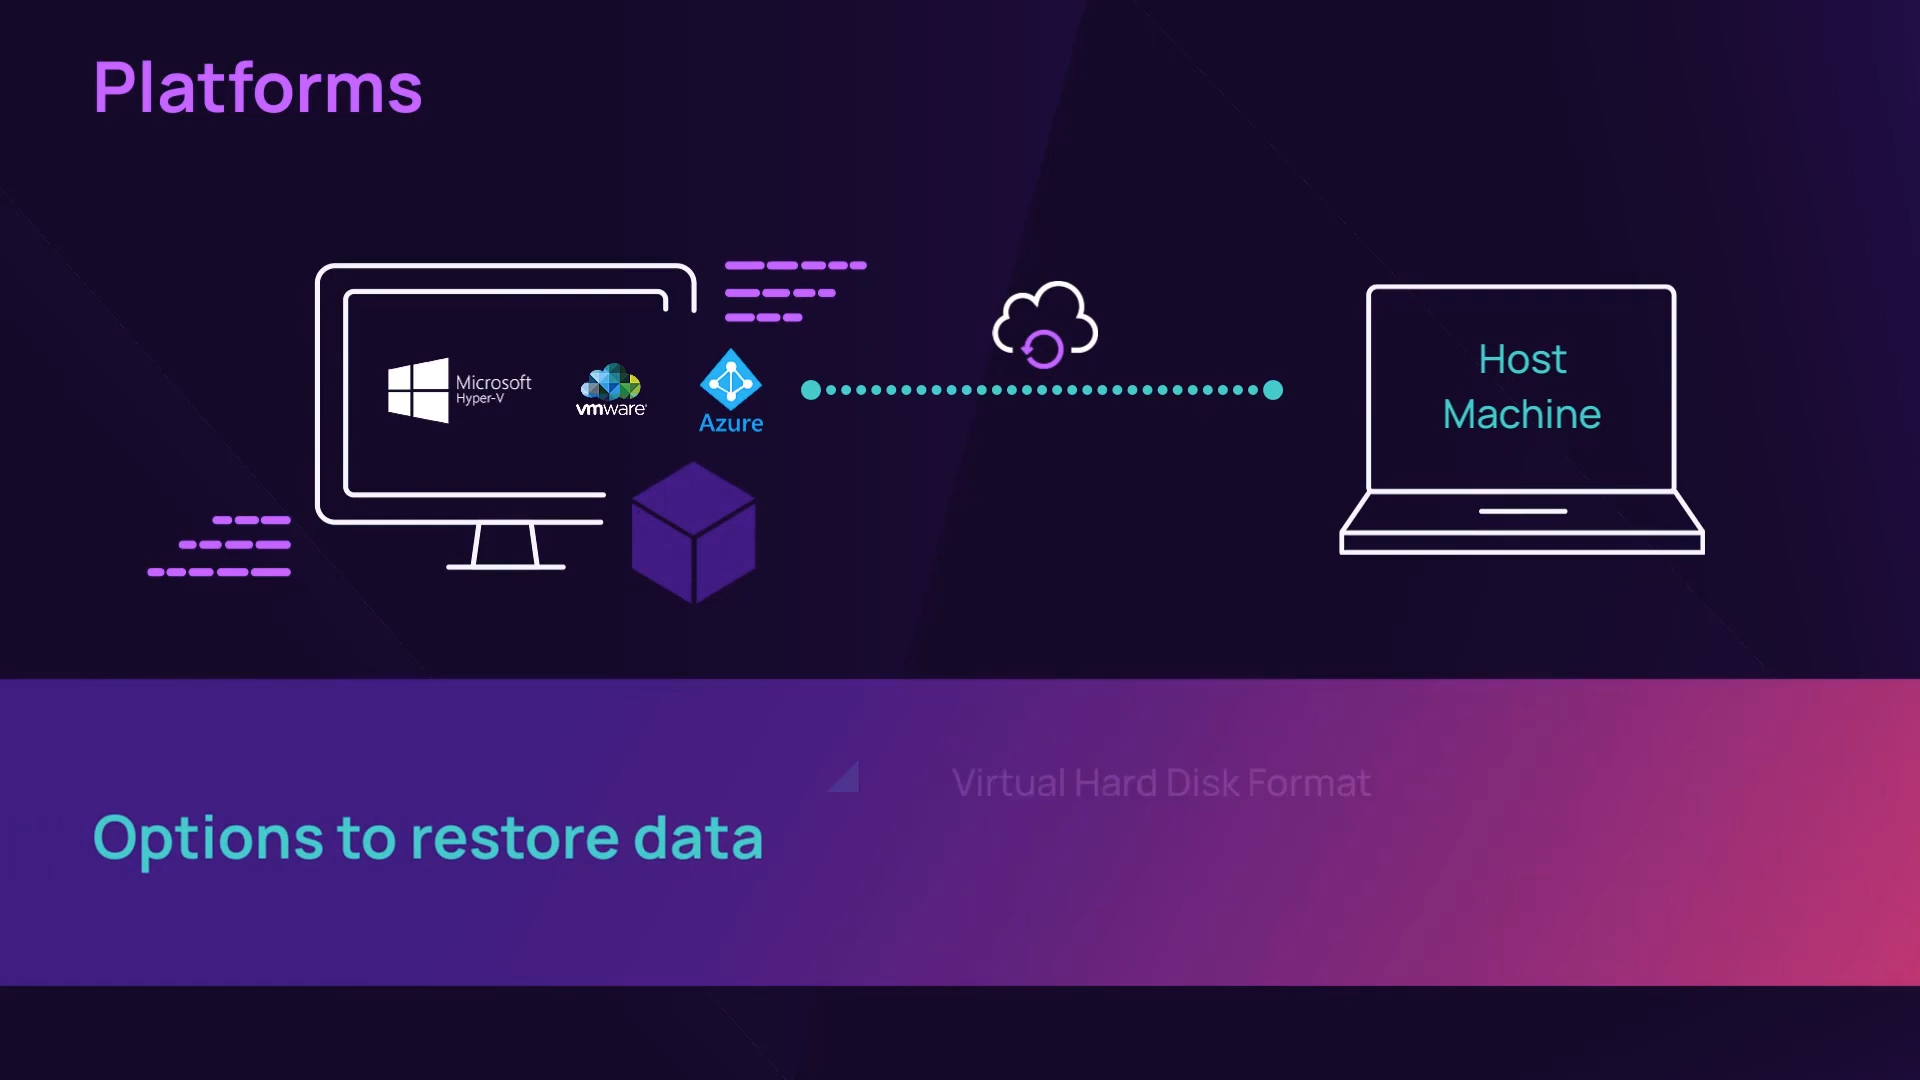 Platforms
Microsoft
Hyper-V
vmware
Azure
Host
Machine
Virtual Hard Disk Format
Options to restore data